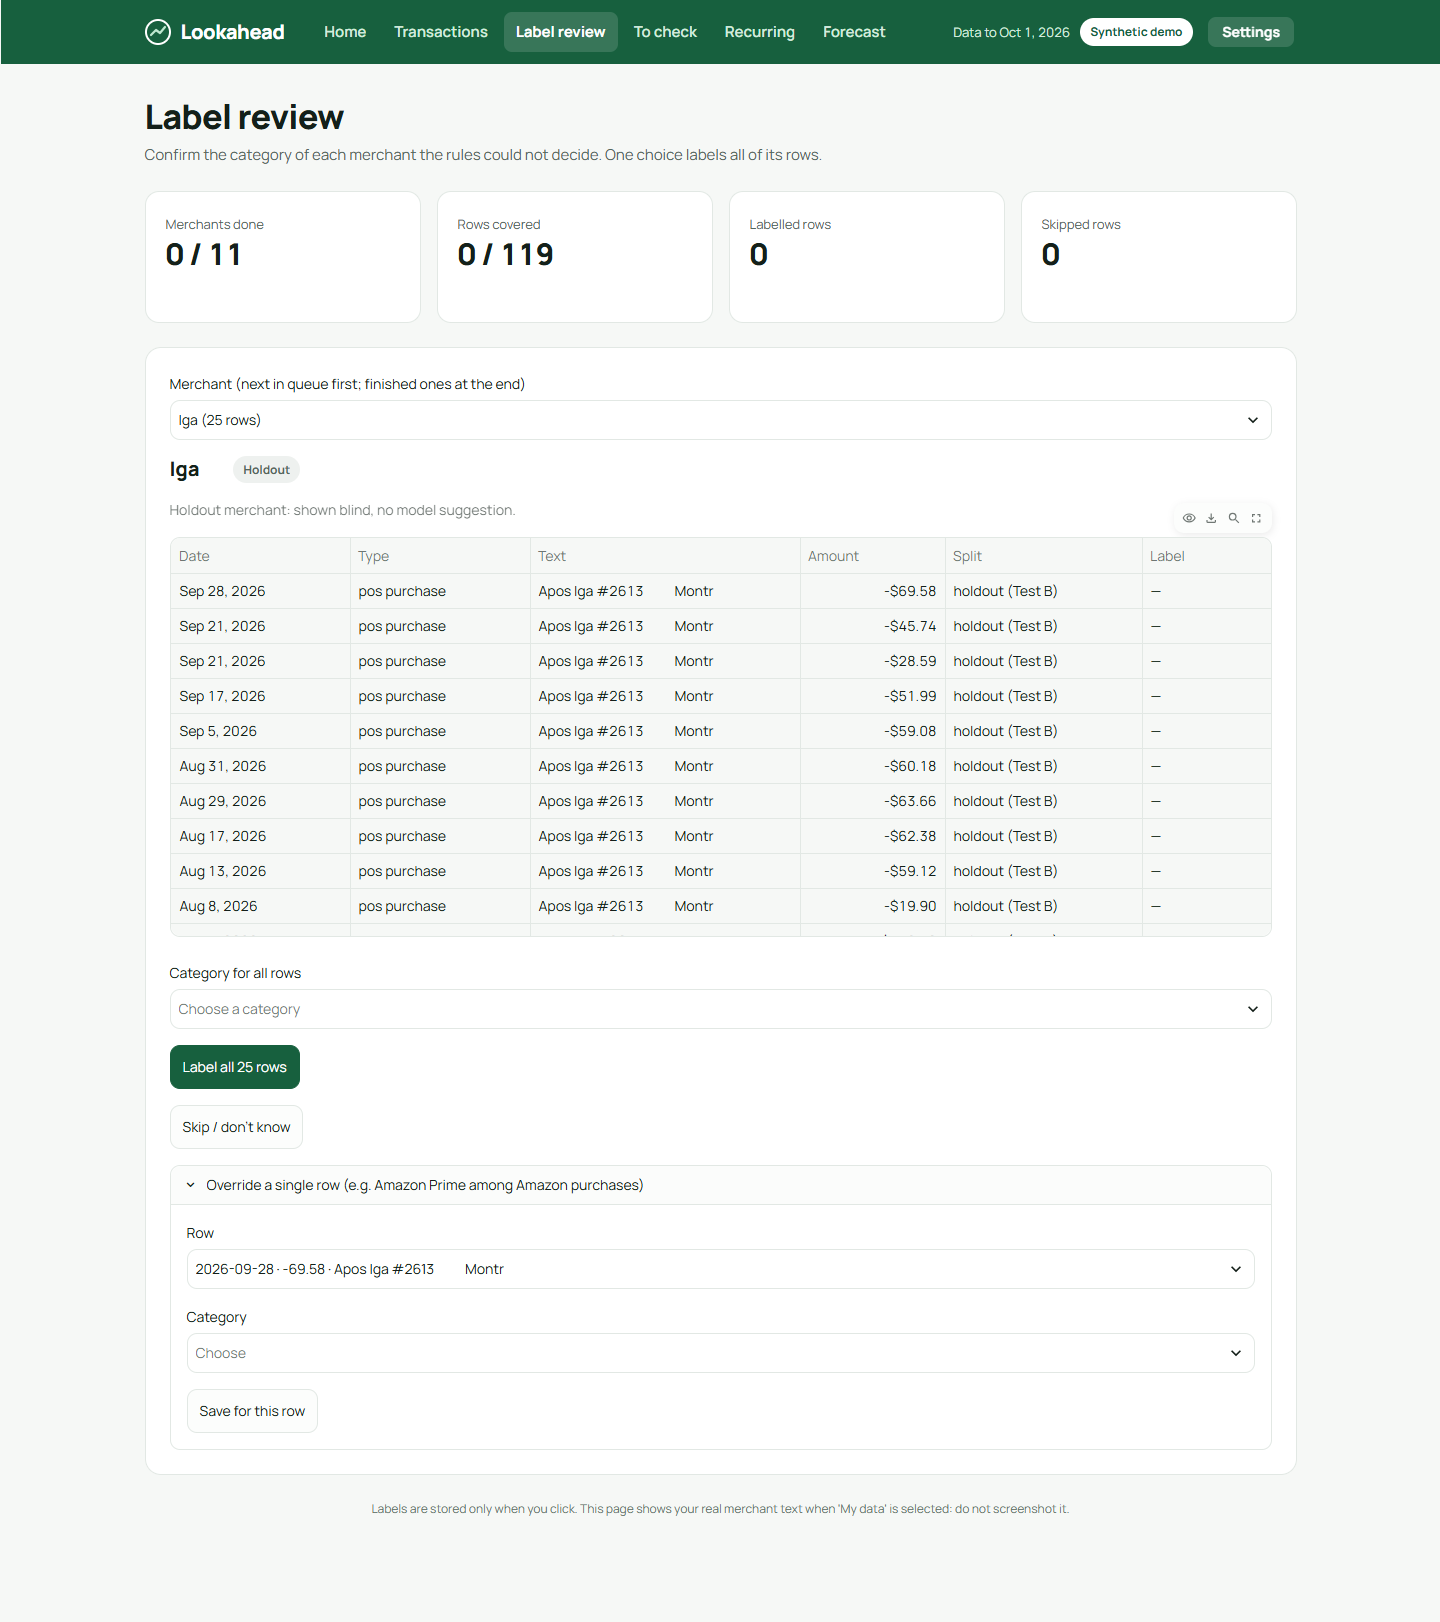 Lookahead Home Transactions Label review To check Recurring Forecast Data to Oct 1, 2026 Synthetic demo Settings
Label review
Confirm the category of each merchant the rules could not decide. One choice labels all of its rows.
Merchants done Rows covered Labelled rows Skipped rows
0 / 11 0 / 119 0 0
Merchant (next in queue first; finished ones at the end)
Iga (25 rows)
Iga Holdout
Holdout merchant: shown blind, no model suggestion.
Date Type Text Amount Split Label
Sep 28, 2026 pos purchase Apos Iga #2613 Montr -$69.58 holdout (Test B) —
Sep 21, 2026 pos purchase Apos Iga #2613 Montr -$45.74 holdout (Test B) —
Sep 21, 2026 pos purchase Apos Iga #2613 Montr -$28.59 holdout (Test B) —
Sep 17, 2026 pos purchase Apos Iga #2613 Montr -$51.99 holdout (Test B) —
Sep 5, 2026 pos purchase Apos Iga #2613 Montr -$59.08 holdout (Test B) —
Aug 31, 2026 pos purchase Apos Iga #2613 Montr -$60.18 holdout (Test B) —
Aug 29, 2026 pos purchase Apos Iga #2613 Montr -$63.66 holdout (Test B) —
Aug 17, 2026 pos purchase Apos Iga #2613 Montr -$62.38 holdout (Test B) —
Aug 13, 2026 pos purchase Apos Iga #2613 Montr -$59.12 holdout (Test B) —
Aug 8, 2026 pos purchase Apos Iga #2613 Montr -$19.90 holdout (Test B) —
Category for all rows
Choose a category
Label all 25 rows
Skip / don't know
Override a single row (e.g. Amazon Prime among Amazon purchases)
Row
2026-09-28 · -69.58 · Apos Iga #2613 Montr
Category
Choose
Save for this row
Labels are stored only when you click. This page shows your real merchant text when 'My data' is selected: do not screenshot it.